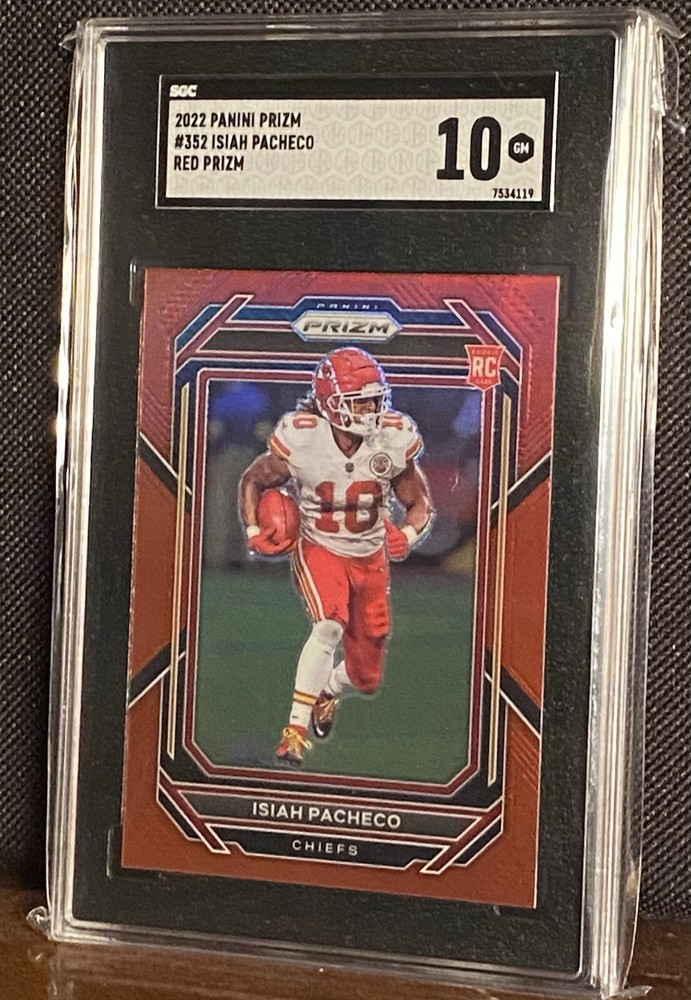 SGC
2022 PANINI PRIZM
#352 ISIAH PACHECO
RED PRIZM
10 GM
7534119
PANINI
PRIZM
ROOKIE
RC
CARD
10 10
10
ISIAH PACHECO
CHIEFS